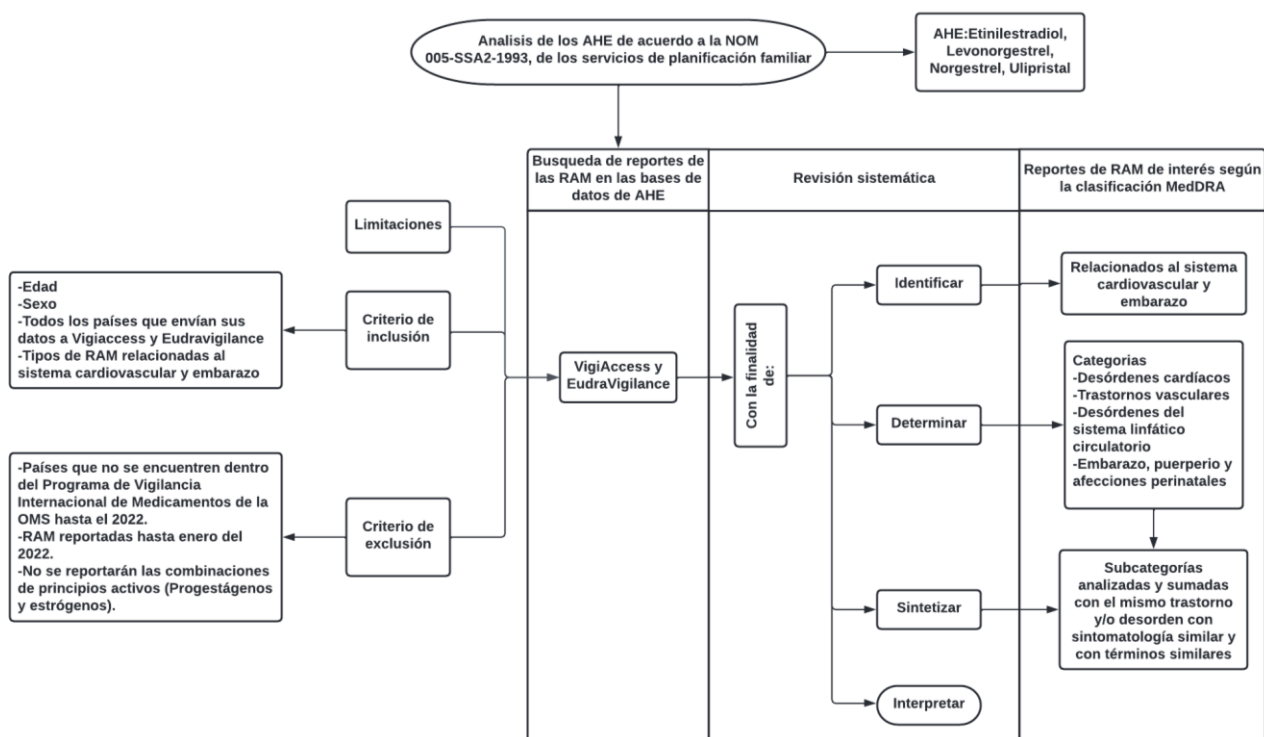 Analisis de los AHE de acuerdo a la NOM
005-SSA2-1993, de los servicios de planificación familiar
AHE:Etinilestradiol,
Levonorgestrel,
Norgestrel, Ulipristal
Busqueda de reportes de
las RAM en las bases de
datos de AHE
Revisión sistemática
Reportes de RAM de interés según
la clasificación MedDRA
Limitaciones
-Edad
-Sexo
-Todos los países que envían sus
datos a Vigiaccess y Eudravigilance
-Tipos de RAM relacionadas al
sistema cardiovascular y embarazo
Criterio de
inclusión
-Países que no se encuentren dentro
del Programa de Vigilancia
Internacional de Medicamentos de la
OMS hasta el 2022.
-RAM reportadas hasta enero del
2022.
-No se reportarán las combinaciones
de principios activos (Progestágenos
y estrógenos).
Criterio de
exclusión
VigiAccess y
EudraVigilance
Con la finalidad
de:
Identificar
Determinar
Sintetizar
Interpretar
Relacionados al sistema
cardiovascular y
embarazo
Categorias
-Desórdenes cardíacos
-Trastornos vasculares
-Desórdenes del
sistema linfático
circulatorio
-Embarazo, puerperio y
afecciones perinatales
Subcategorías
analizadas y sumadas
con el mismo trastorno
y/o desorden con
sintomatología similar y
con términos similares